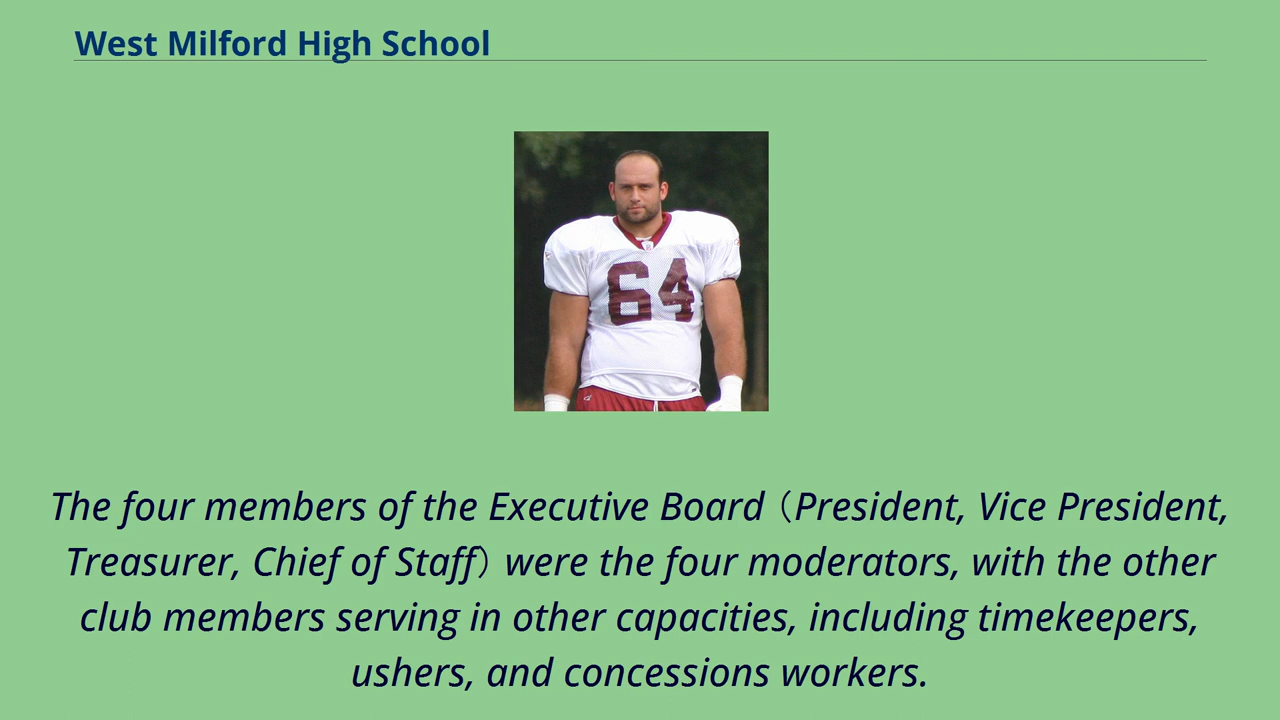 West Milford High School
64
The four members of the Executive Board（President, Vice President,
Treasurer, Chief of Staff）were the four moderators, with the other
club members serving in other capacities, including timekeepers,
ushers, and concessions workers.